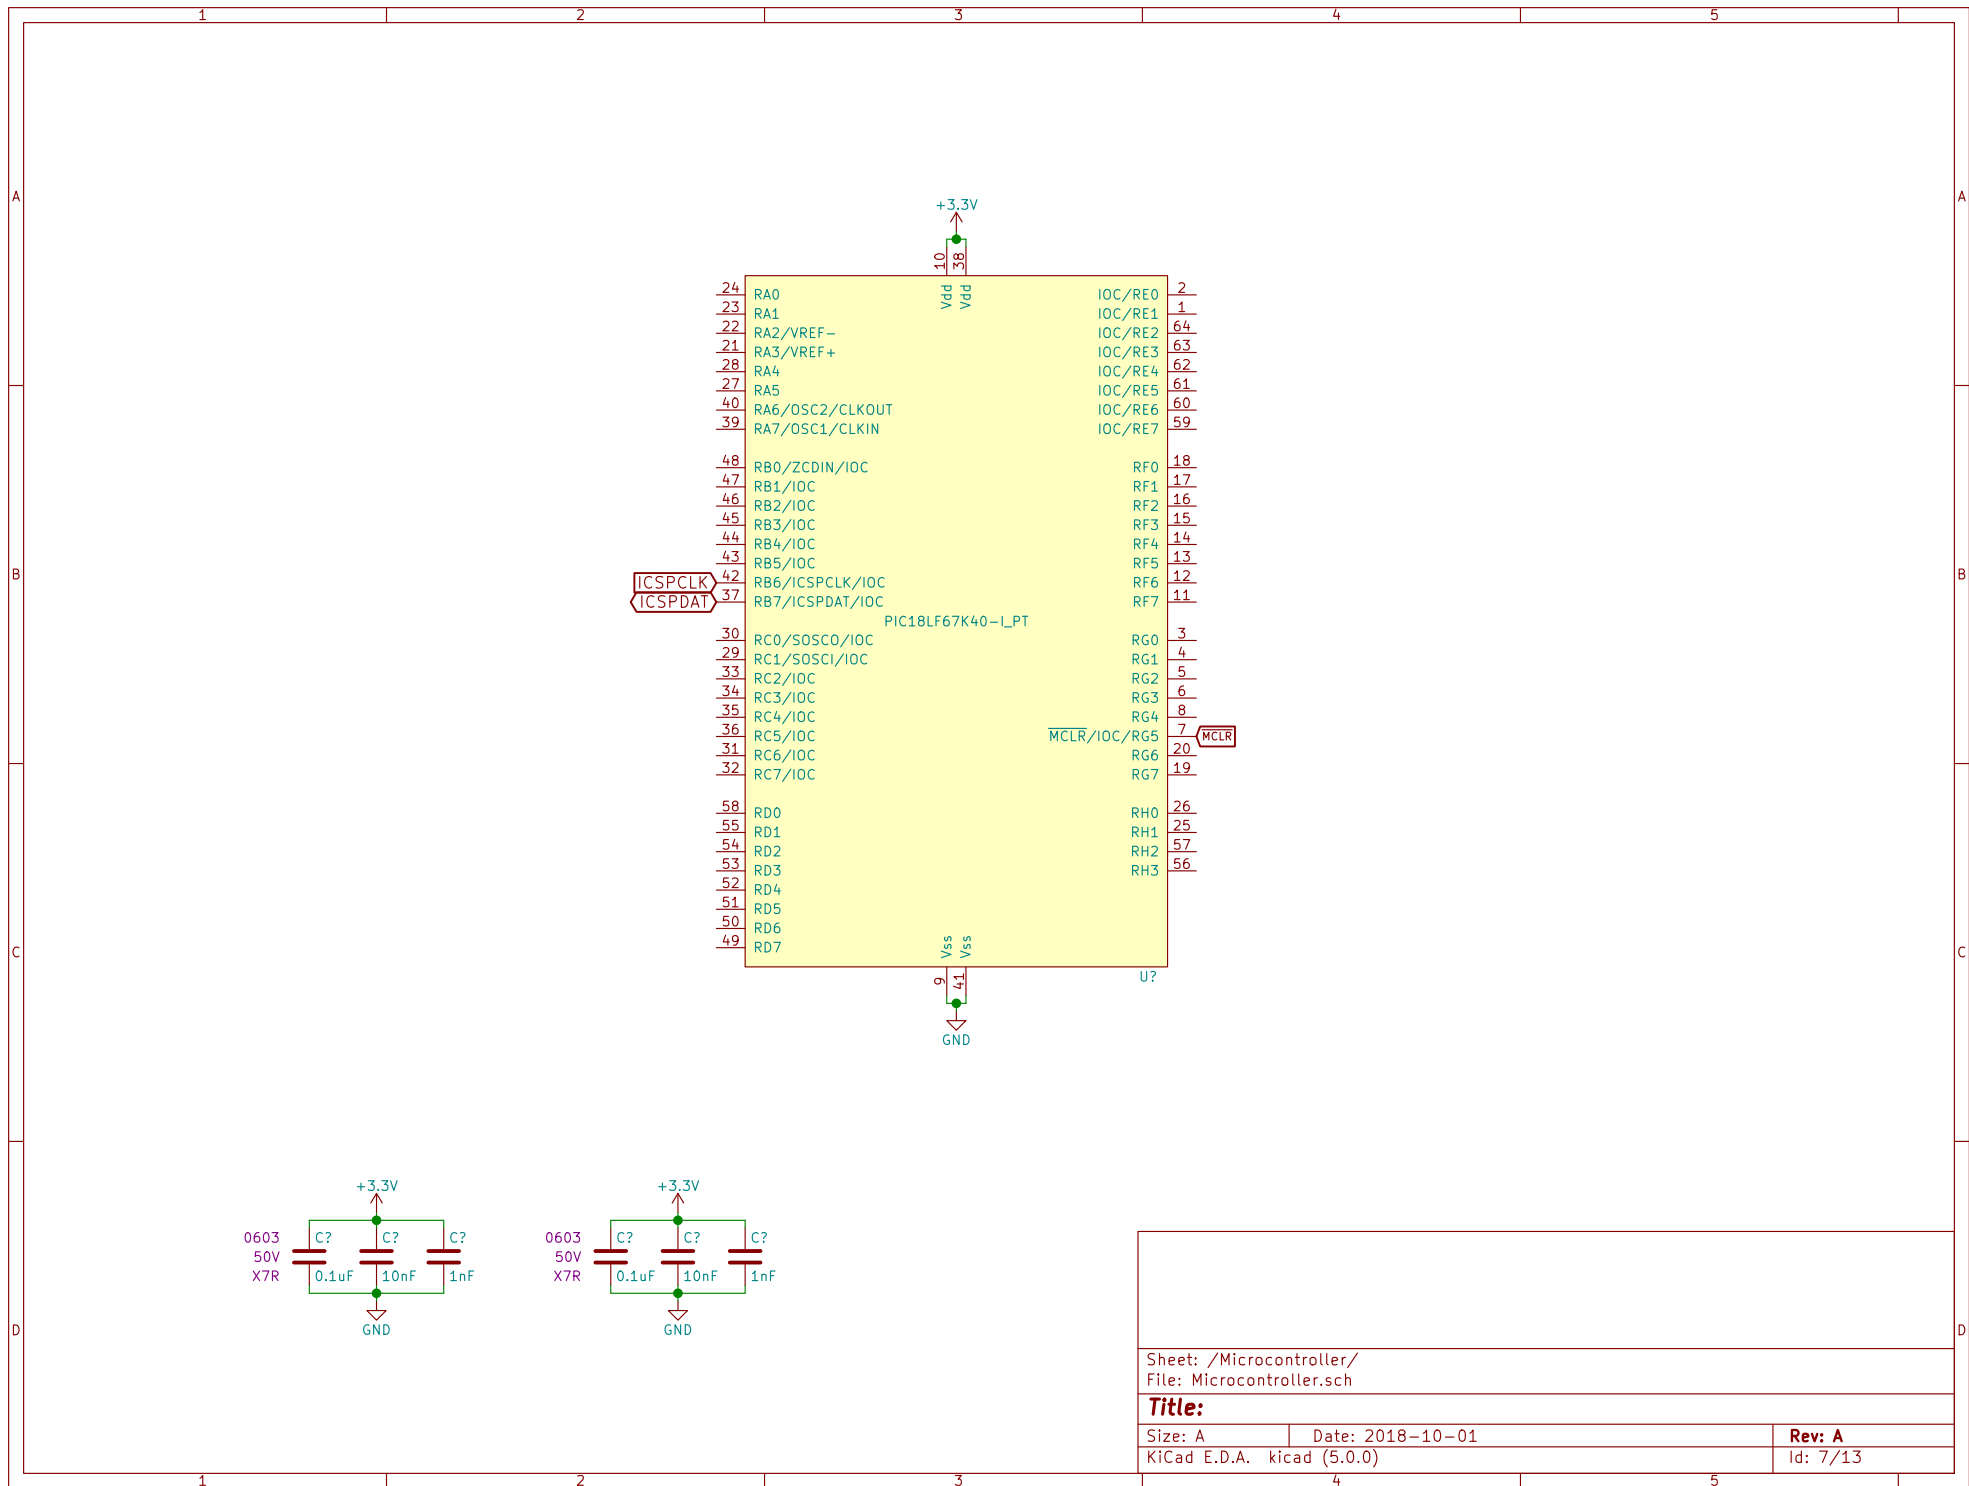 1 2 3 4 5
A A
+3.3V
10 38
Vdd Vdd
24 RA0 IOC/RE0 2
23 RA1 IOC/RE1 1
22 RA2/VREF- IOC/RE2 64
21 RA3/VREF+ IOC/RE3 63
28 RA4 IOC/RE4 62
27 RA5 IOC/RE5 61
40 RA6/OSC2/CLKOUT IOC/RE6 60
39 RA7/OSC1/CLKIN IOC/RE7 59
48 RB0/ZCDIN/IOC RF0 18
47 RB1/IOC RF1 17
46 RB2/IOC RF2 16
45 RB3/IOC RF3 15
44 RB4/IOC RF4 14
43 RB5/IOC RF5 13
B B
ICSPCLK 42 RB6/ICSPCLK/IOC RF6 12
ICSPDAT 37 RB7/ICSPDAT/IOC RF7 11
PIC18LF67K40-I_PT
30 RC0/SOSCO/IOC RG0 3
29 RC1/SOSCI/IOC RG1 4
33 RC2/IOC RG2 5
34 RC3/IOC RG3 6
35 RC4/IOC RG4 8
36 RC5/IOC MCLR/IOC/RG5 7 MCLR
31 RC6/IOC RG6 20
32 RC7/IOC RG7 19
58 RD0 RH0 26
55 RD1 RH1 25
54 RD2 RH2 57
53 RD3 RH3 56
52 RD4
51 RD5
50 RD6
49 RD7
Vss Vss
C C
9 41
U?
GND
+3.3V +3.3V
0603 C? C? C? 0603 C? C? C?
50V 50V
X7R 0.1uF 10nF 1nF X7R 0.1uF 10nF 1nF
GND GND
D D
Sheet: /Microcontroller/
File: Microcontroller.sch
Title:
Size: A Date: 2018-10-01 Rev: A
KiCad E.D.A. kicad (5.0.0) Id: 7/13
1 2 3 4 5